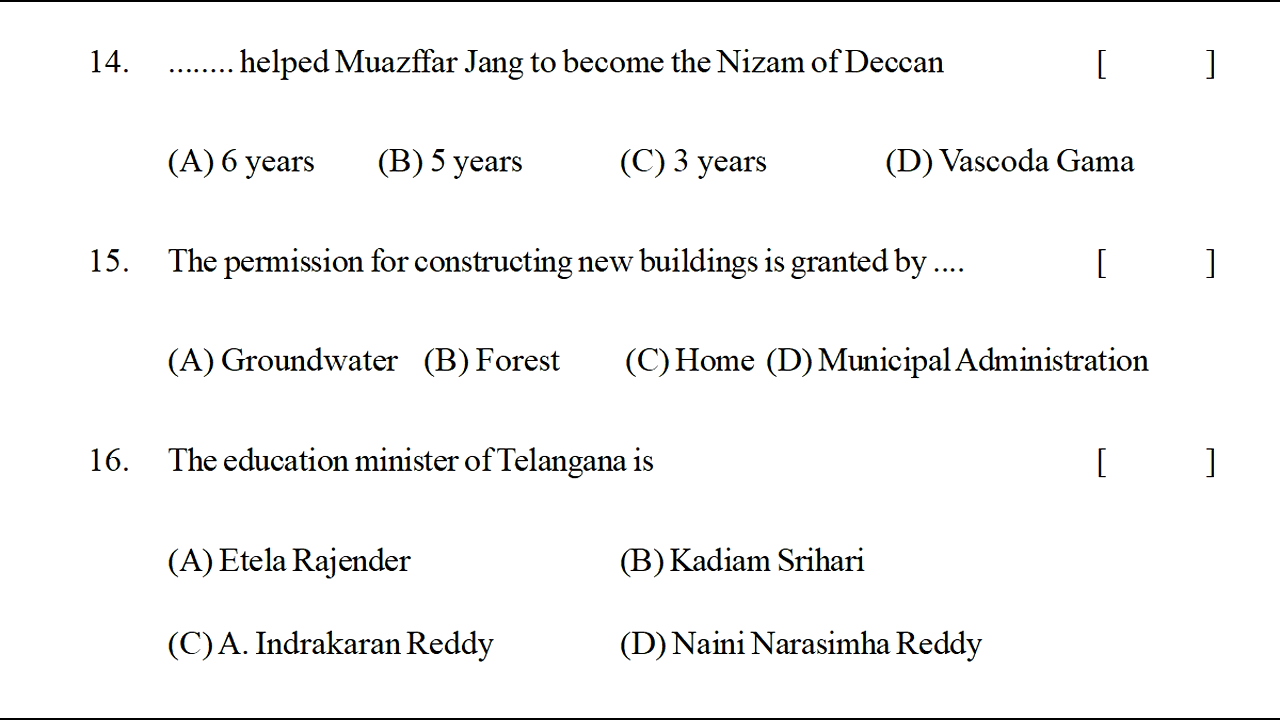 14. ........ helped Muazffar Jang to become the Nizam of Deccan [ ]
(A) 6 years (B) 5 years (C) 3 years (D) Vascoda Gama
15. The permission for constructing new buildings is granted by .... [ ]
(A) Groundwater (B) Forest (C) Home (D) Municipal Administration
16. The education minister of Telangana is [ ]
(A) Etela Rajender (B) Kadiam Srihari
(C) A. Indrakaran Reddy (D) Naini Narasimha Reddy